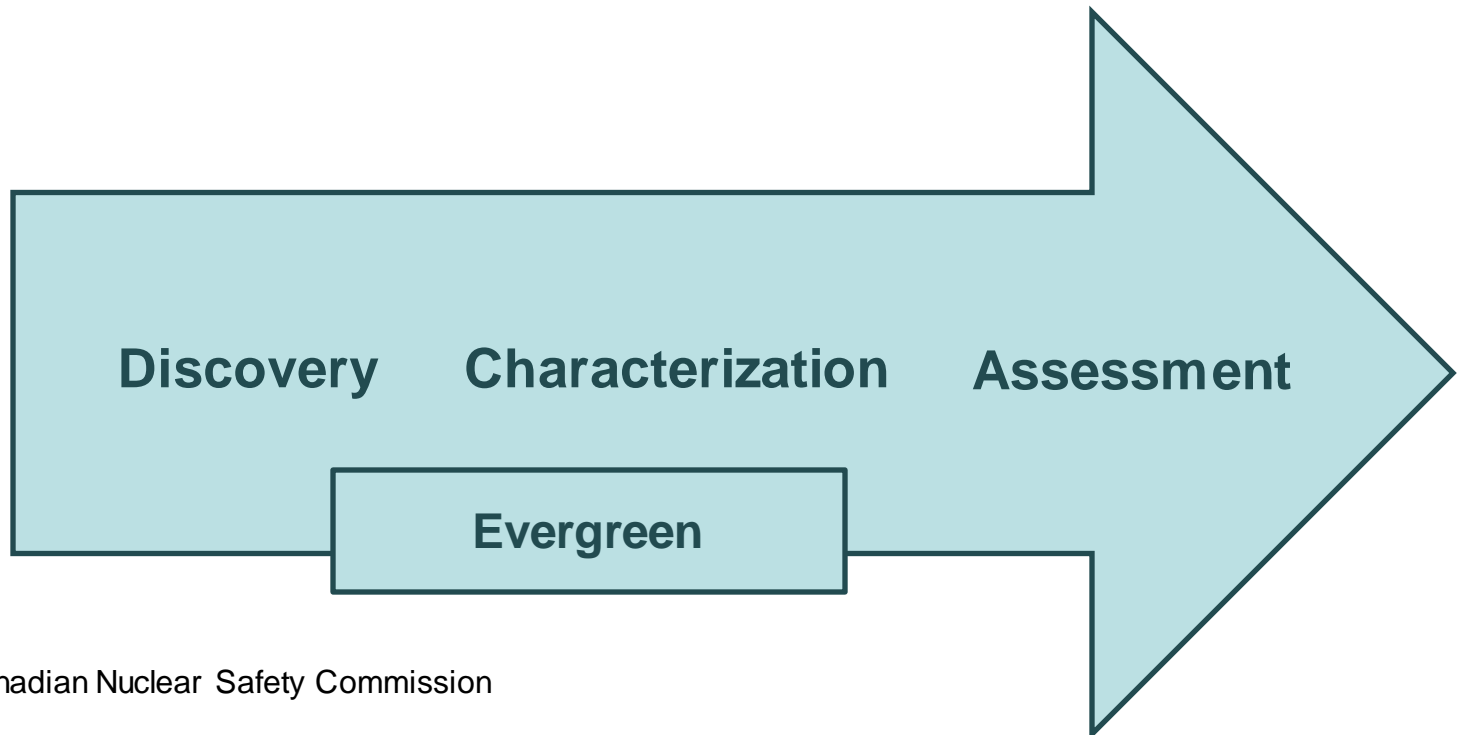 Discovery Characterization Assessment
Evergreen
nadian Nuclear Safety Commission